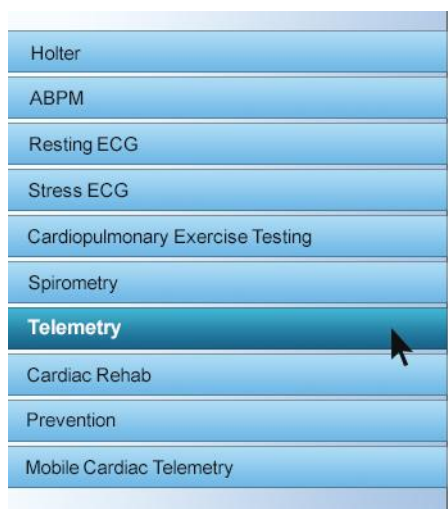 Holter
ABPM
Resting ECG
Stress ECG
Cardiopulmonary Exercise Testing
Spirometry
Telemetry
Cardiac Rehab
Prevention
Mobile Cardiac Telemetry